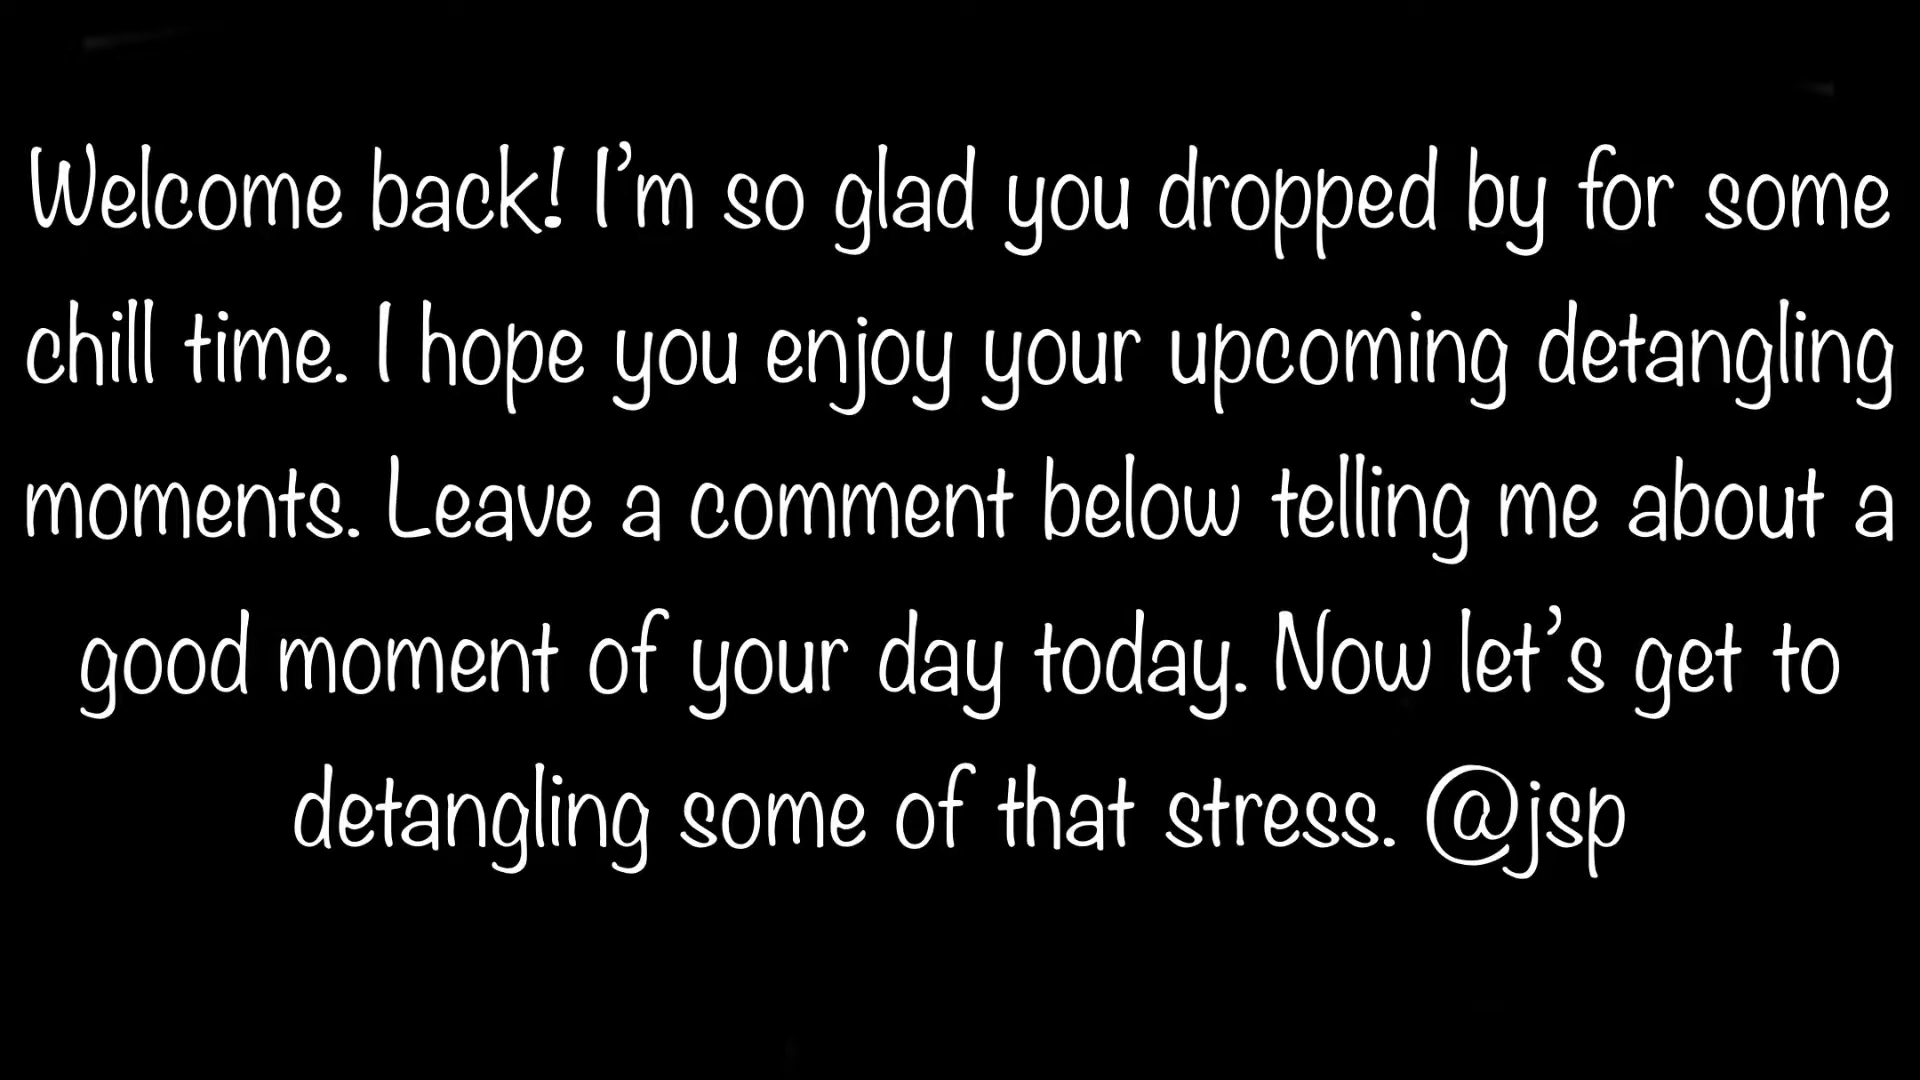 Welcome back! I’m so glad you dropped by for some
chill time. I hope you enjoy your upcoming detangling
moments. Leave a comment below telling me about a
good moment of your day today. Now let’s get to
detangling some of that stress. @jsp